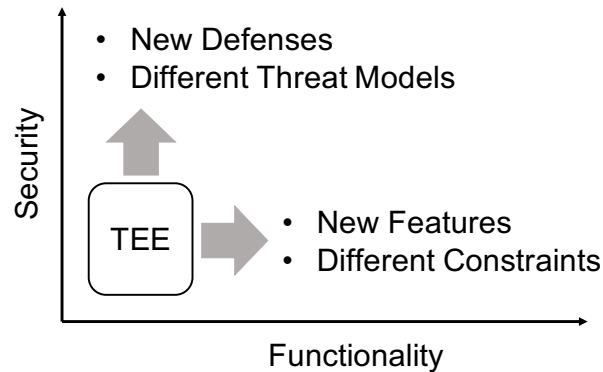 • New Defenses
• Different Threat Models
Security
TEE
• New Features
• Different Constraints
Functionality